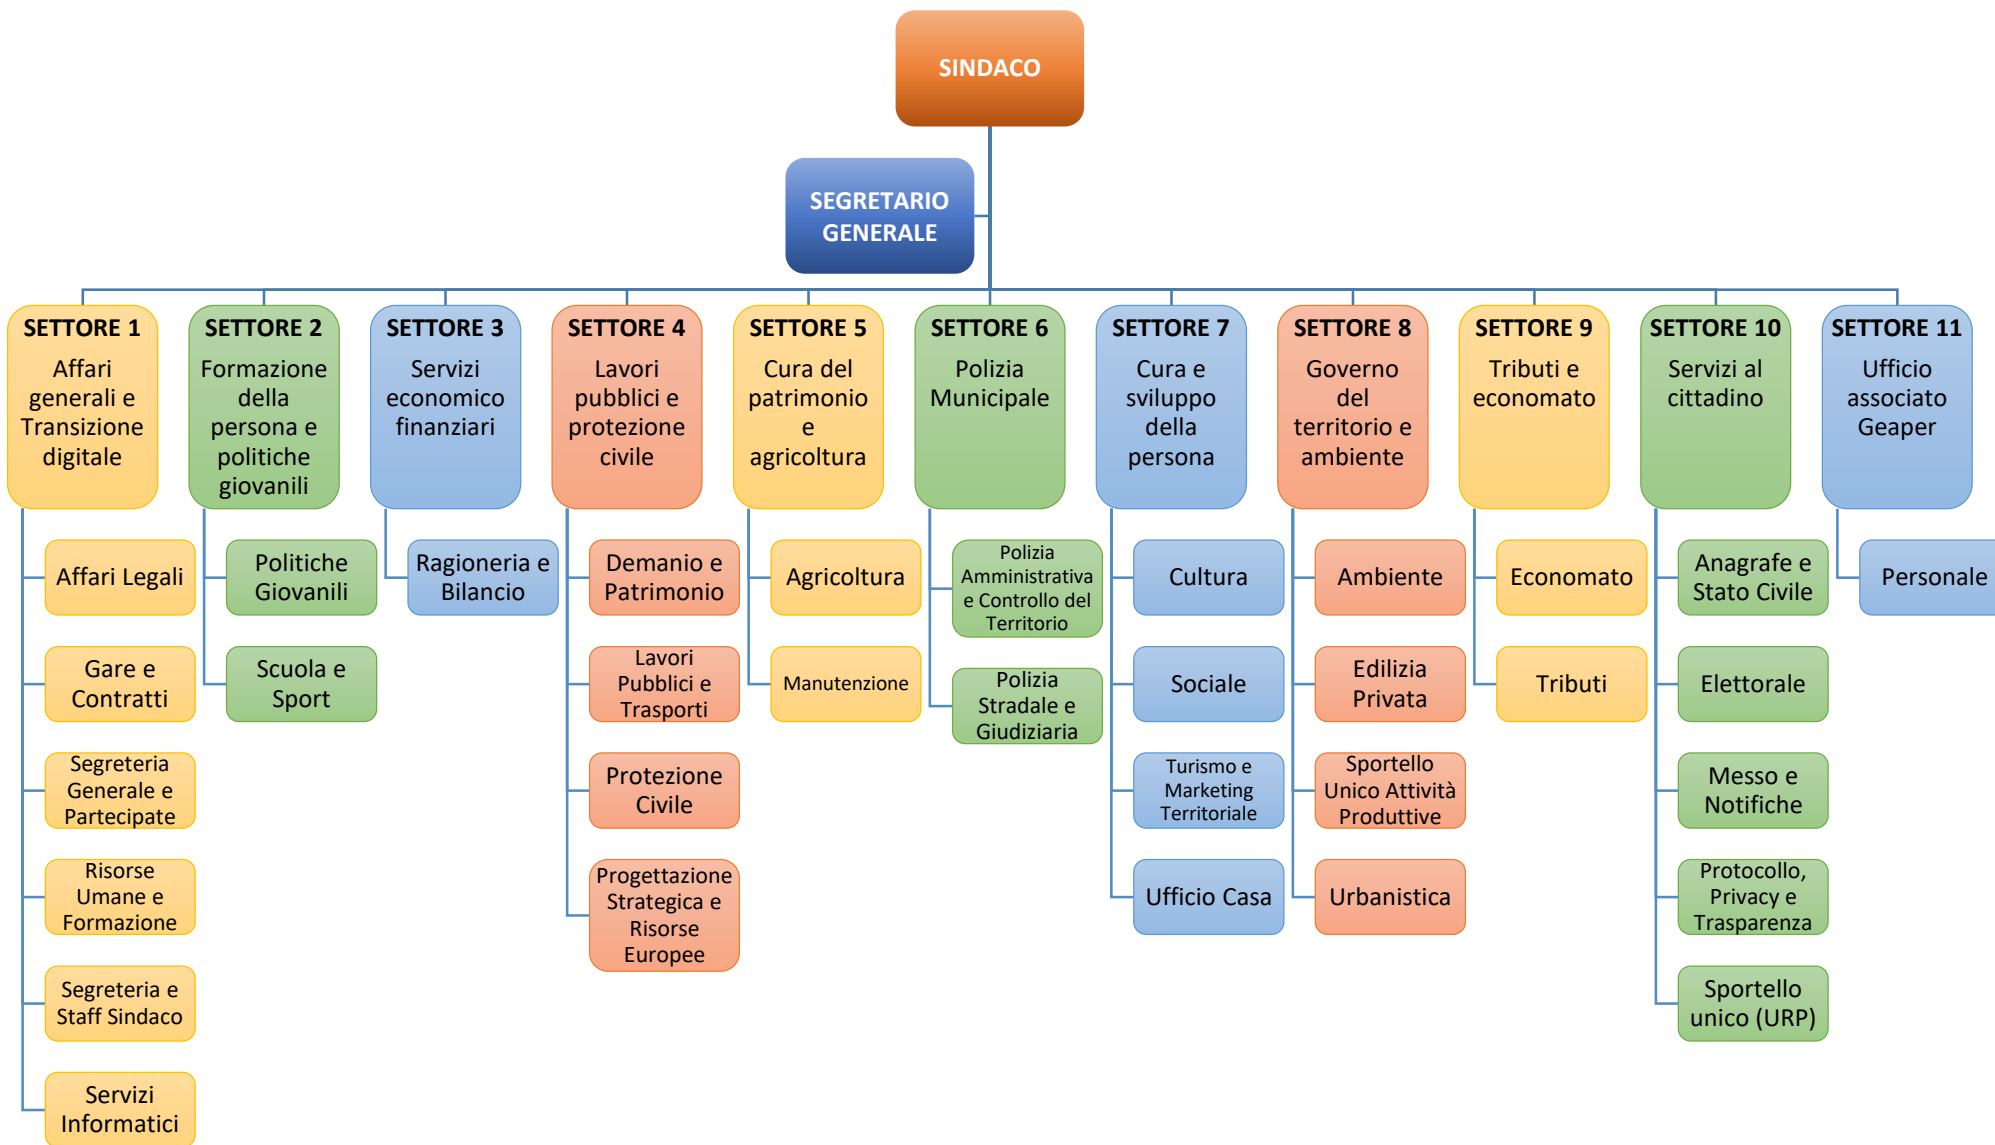 SINDACO
SEGRETARIO
GENERALE
SETTORE 1
Affari
generali e
Transizione
digitale
Affari Legali
Gare e
Contratti
Segreteria
Generale e
Partecipate
Risorse
Umane e
Formazione
Segreteria e
Staff Sindaco
Servizi
Informatici
SETTORE 2
Formazione
della
persona e
politiche
giovanili
Politiche
Giovanili
Scuola e
Sport
SETTORE 3
Servizi
economico
finanziari
Ragioneria e
Bilancio
SETTORE 4
Lavori
pubblici e
protezione
civile
Demanio e
Patrimonio
Lavori
Pubblici e
Trasporti
Protezione
Civile
Progettazione
Strategica e
Risorse
Europee
SETTORE 5
Cura del
patrimonio
e
agricoltura
Agricoltura
Manutenzione
SETTORE 6
Polizia
Municipale
Polizia
Amministrativa
e Controllo del
Territorio
Polizia
Stradale e
Giudiziaria
SETTORE 7
Cura e
sviluppo
della
persona
Cultura
Sociale
Turismo e
Marketing
Territoriale
Ufficio Casa
SETTORE 8
Governo
del
territorio e
ambiente
Ambiente
Edilizia
Privata
Sportello
Unico Attività
Produttive
Urbanistica
SETTORE 9
Tributi e
economato
Economato
Tributi
SETTORE 10
Servizi al
cittadino
Anagrafe e
Stato Civile
Elettorale
Messo e
Notifiche
Protocollo,
Privacy e
Trasparenza
Sportello
unico (URP)
SETTORE 11
Ufficio
associato
Geaper
Personale